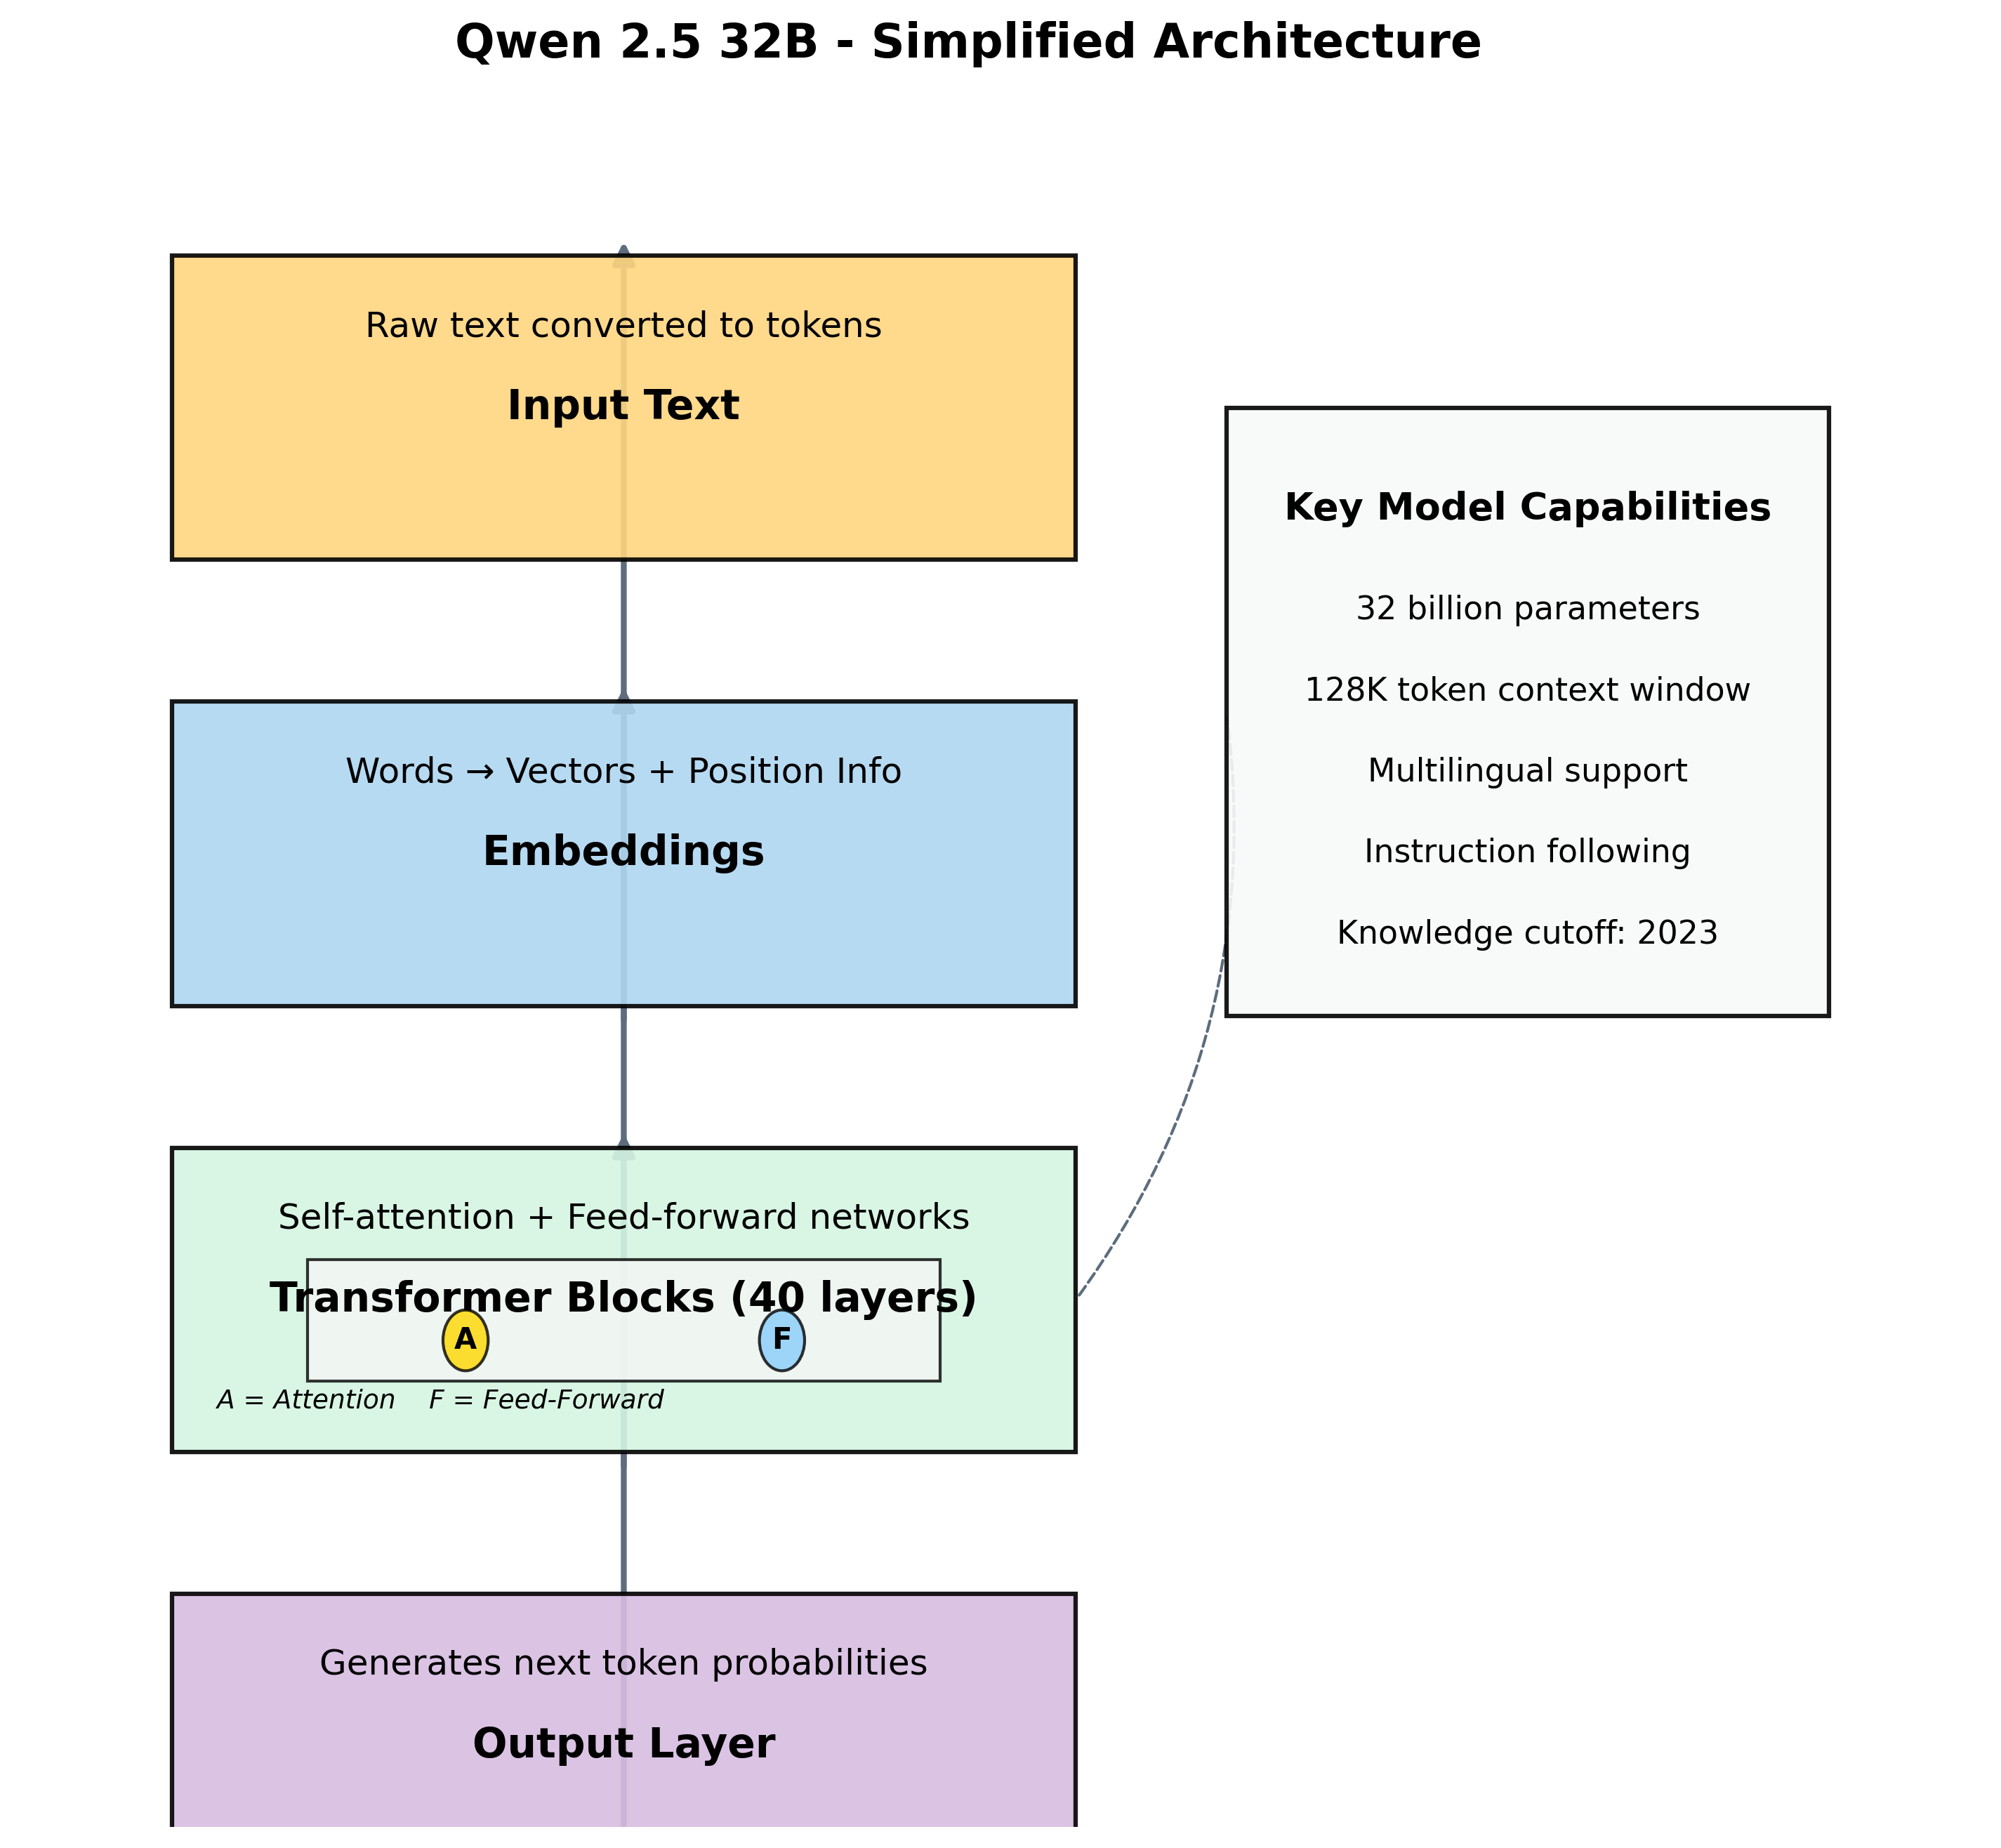 Qwen 2.5 32B - Simplified Architecture
Raw text converted to tokens
Input Text
Words → Vectors + Position Info
Embeddings
Self-attention + Feed-forward networks
Transformer Blocks (40 layers)
A
F
A = Attention    F = Feed-Forward
Generates next token probabilities
Output Layer
Key Model Capabilities
32 billion parameters
128K token context window
Multilingual support
Instruction following
Knowledge cutoff: 2023